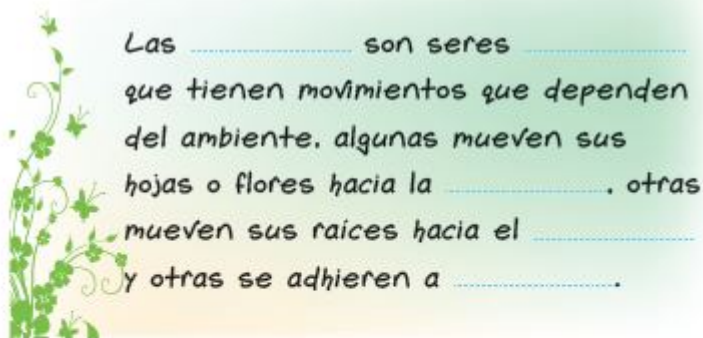 Las .................... son seres ....................
que tienen movimientos que dependen
del ambiente. algunas mueven sus
hojas o flores hacia la .................... . otras
mueven sus raíces hacia el ....................
y otras se adhieren a .................... .